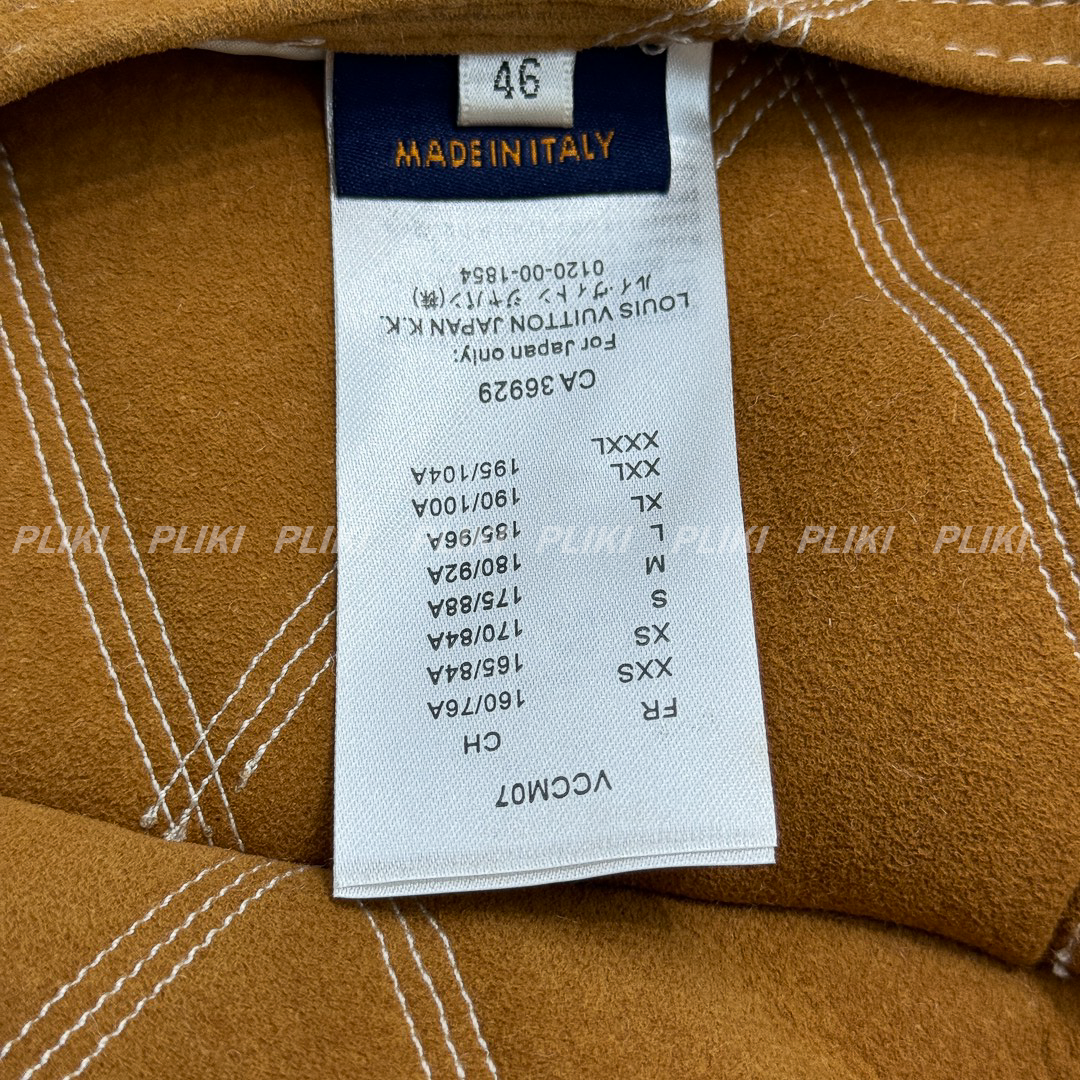 46
MADE IN ITALY
VCCM07
CH
FR 160/76A
XXS 165/84A
XS 170/84A
S 175/88A
M 180/92A
L 185/96A
XL 190/100A
XXL 195/104A
XXXL
CA 36929
For Japan only:
LOUIS VUITTON JAPAN K.K.
ルイ・ヴィトン ジャパン(株)
0120-00-1854
PLIKI PLIKI PLIKI PLIKI PLIKI PLIKI PLIKI